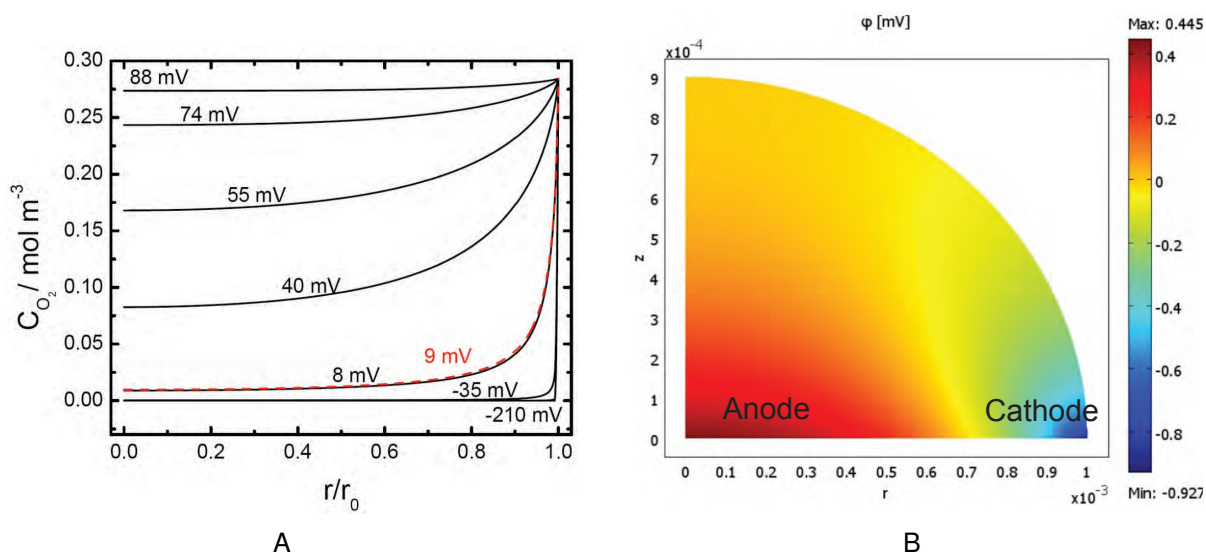 0.30
0.25
0.20
0.15
0.10
0.05
0.00
C_O₂ / mol m⁻³
88 mV
74 mV
55 mV
40 mV
9 mV
8 mV
-35 mV
-210 mV
0.0 0.2 0.4 0.6 0.8 1.0
r/r₀
A
φ [mV]
Max: 0.445
x10⁻⁴
9
8
7
6
5
4
3
2
1
0
z
Anode
Cathode
0 0.1 0.2 0.3 0.4 0.5 0.6 0.7 0.8 0.9 1
r
x10⁻³
0.4
0.2
0
-0.2
-0.4
-0.6
-0.8
Min: -0.927
B